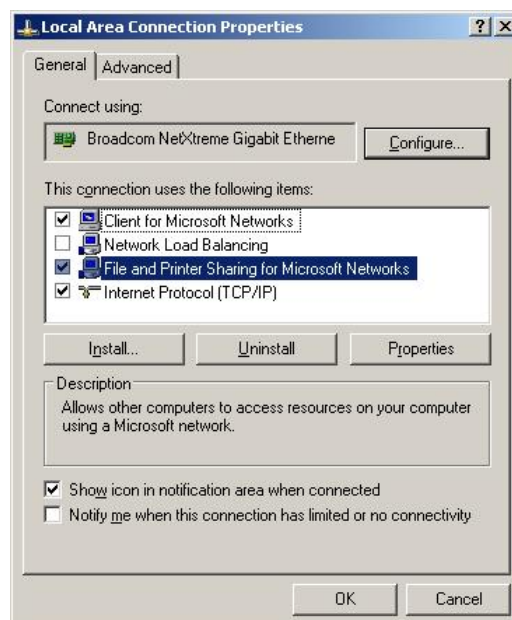 Local Area Connection Properties
General Advanced
Connect using:
Broadcom NetXtreme Gigabit Etherne Configure...
This connection uses the following items:
Client for Microsoft Networks
Network Load Balancing
File and Printer Sharing for Microsoft Networks
Internet Protocol (TCP/IP)
Install... Uninstall Properties
Description
Allows other computers to access resources on your computer
using a Microsoft network.
Show icon in notification area when connected
Notify me when this connection has limited or no connectivity
OK Cancel